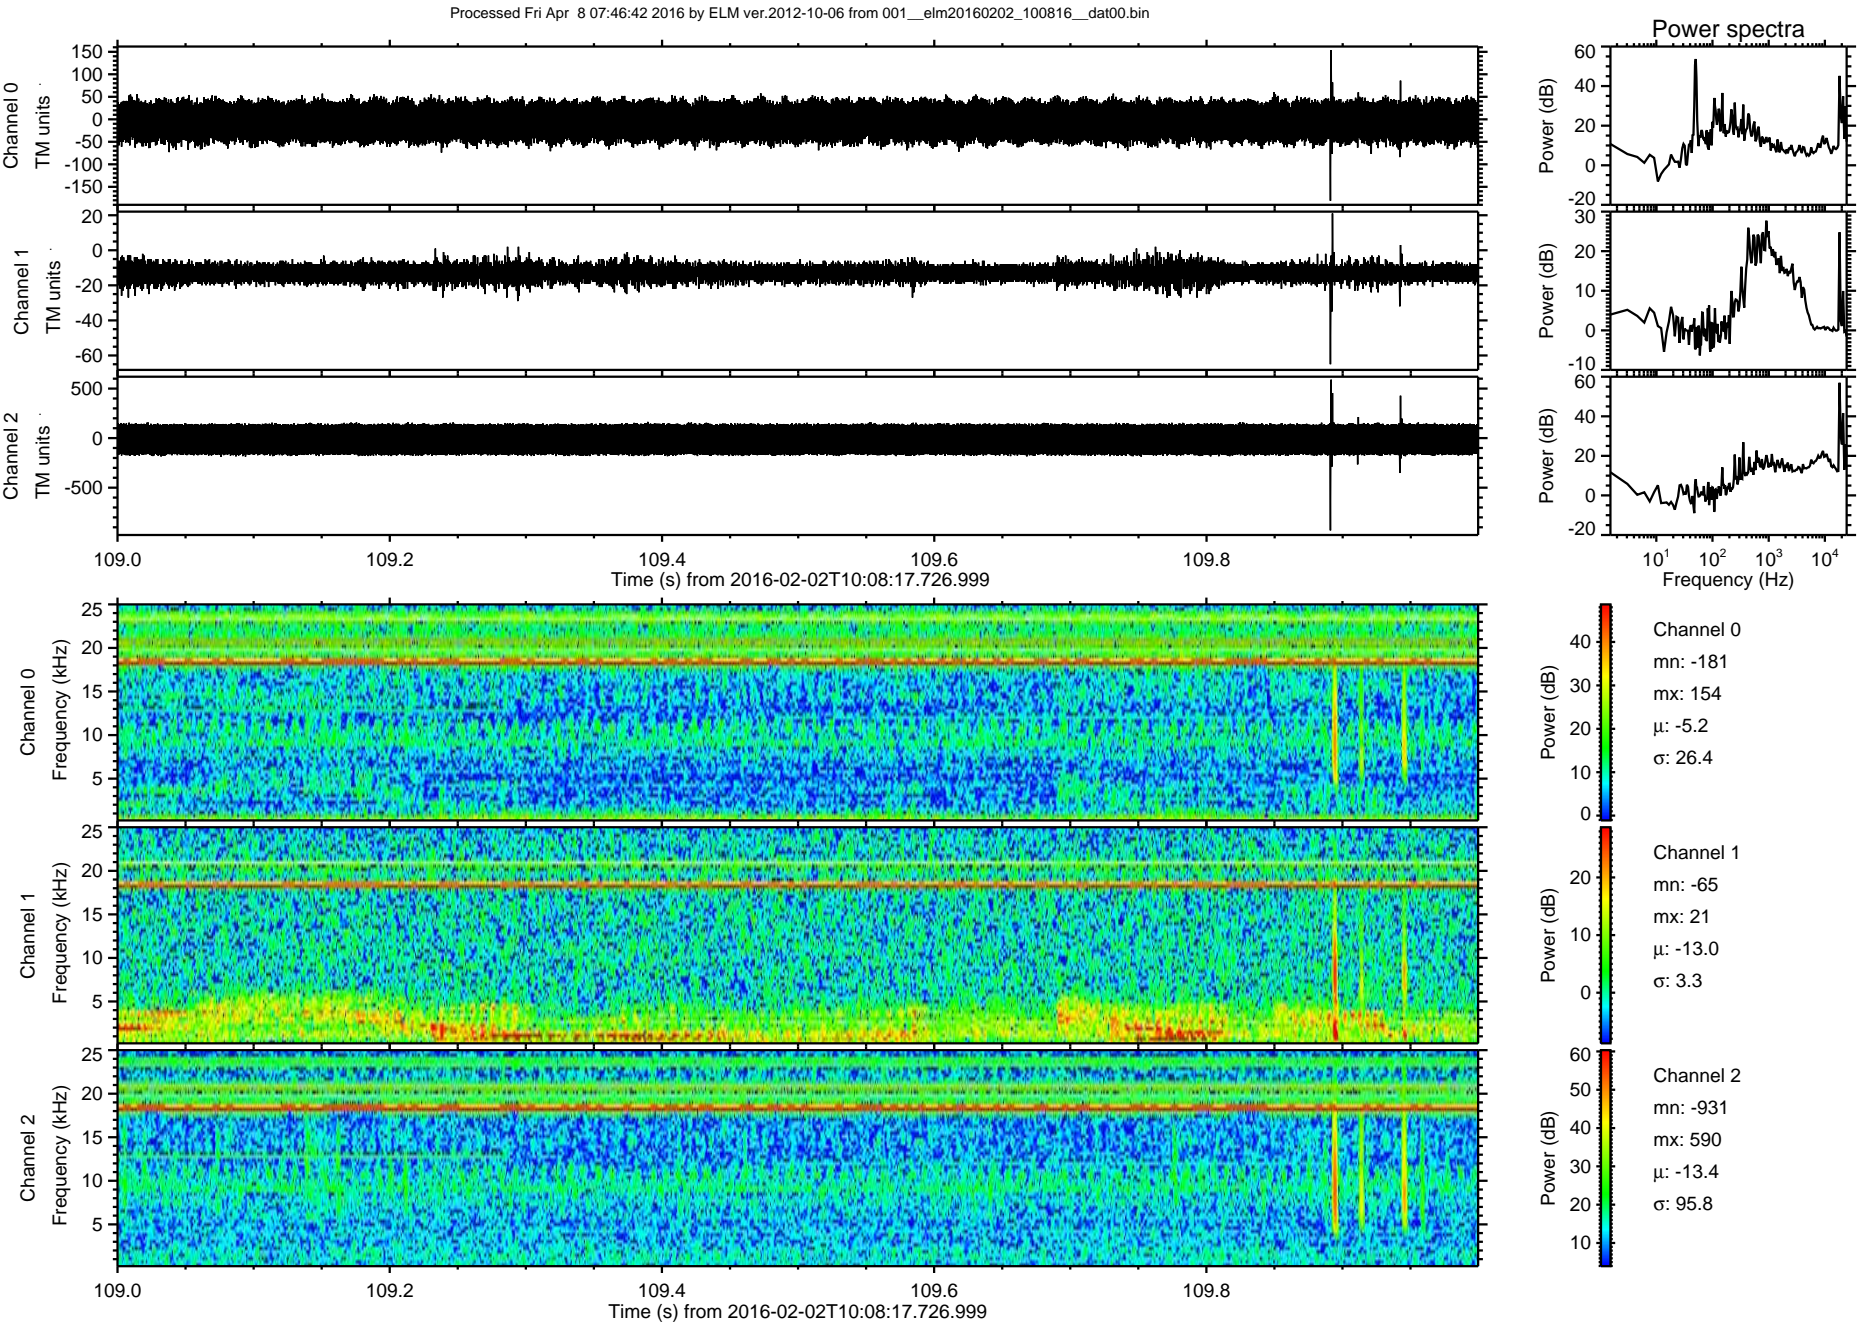 Processed Fri Apr  8 07:46:42 2016 by ELM ver.2012-10-06 from 001__elm20160202_100816__dat00.bin
Power spectra
Channel 0
TM units
150
100
50
0
-50
-100
-150
Power (dB)
60
40
20
0
-20
Channel 1
TM units
20
0
-20
-40
-60
Power (dB)
30
20
10
0
-10
Channel 2
TM units
500
0
-500
Power (dB)
60
40
20
0
-20
109.0 109.2 109.4 109.6 109.8
Time (s) from 2016-02-02T10:08:17.726.999
10^1 10^2 10^3 10^4
Frequency (Hz)
Channel 0
Frequency (kHz)
25
20
15
10
5
Power (dB)
40
30
20
10
0
Channel 0
mn: -181
mx: 154
μ: -5.2
σ: 26.4
Channel 1
Frequency (kHz)
25
20
15
10
5
Power (dB)
20
10
0
Channel 1
mn: -65
mx: 21
μ: -13.0
σ: 3.3
Channel 2
Frequency (kHz)
25
20
15
10
5
Power (dB)
60
50
40
30
20
10
Channel 2
mn: -931
mx: 590
μ: -13.4
σ: 95.8
109.0 109.2 109.4 109.6 109.8
Time (s) from 2016-02-02T10:08:17.726.999